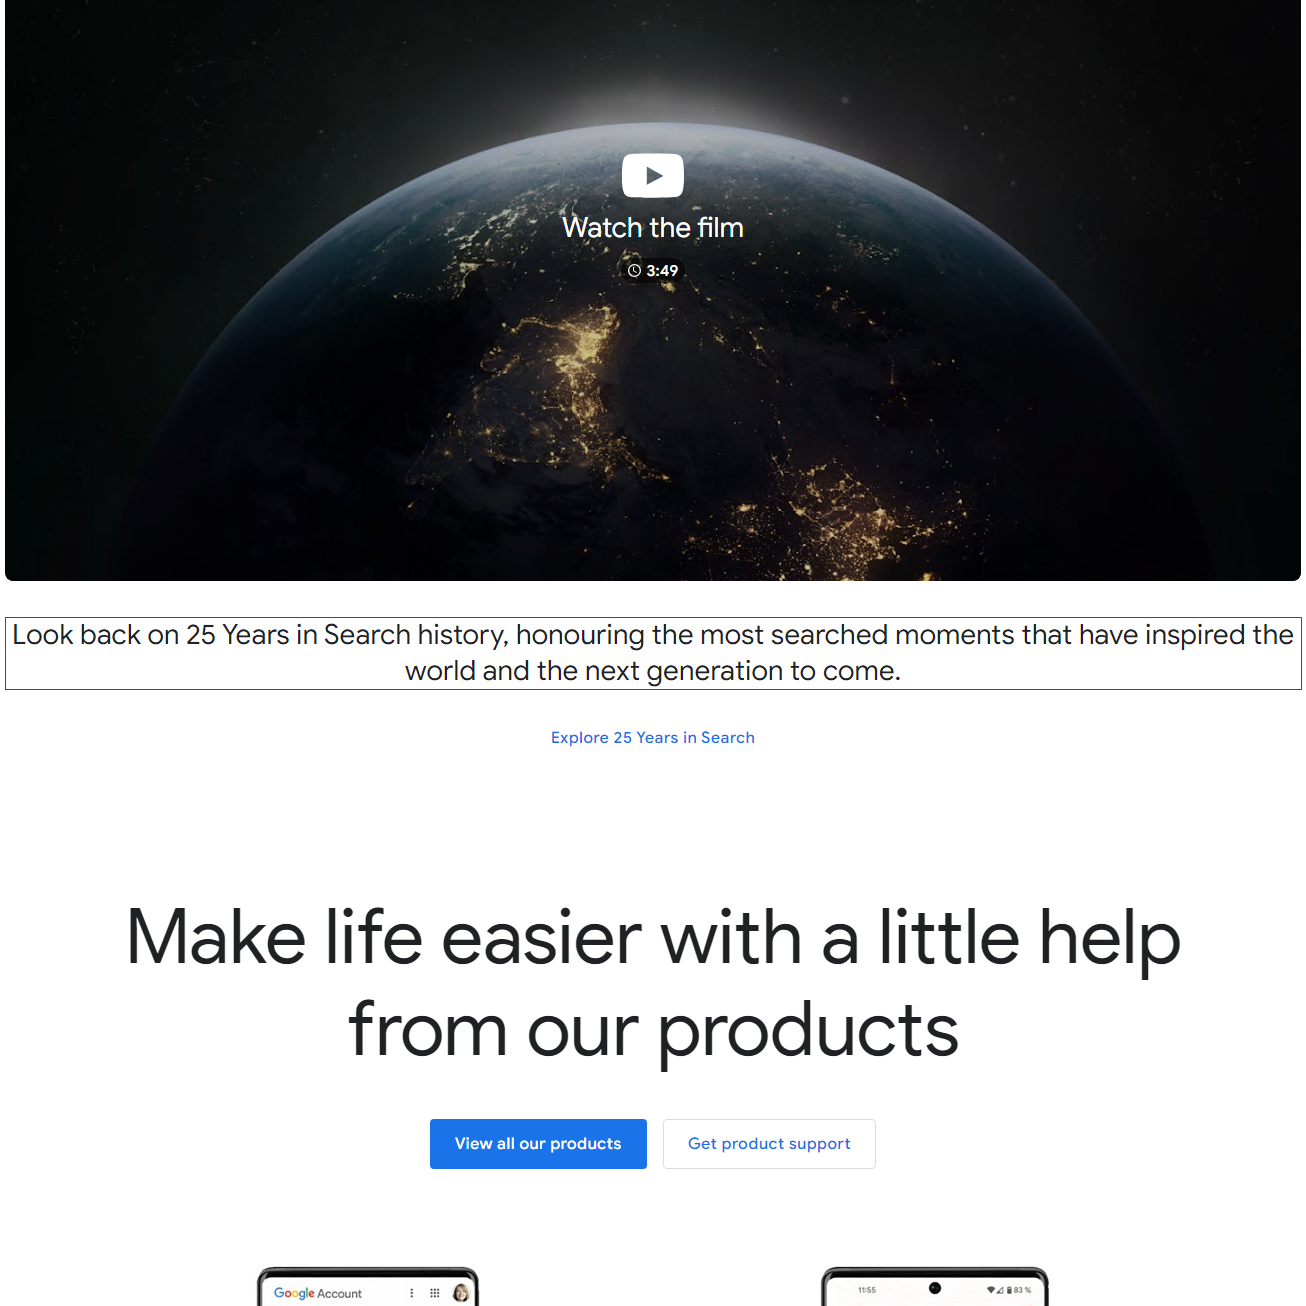 Watch the film
3:49
Look back on 25 Years in Search history, honouring the most searched moments that have inspired the
world and the next generation to come.
Explore 25 Years in Search
Make life easier with a little help
from our products
View all our products
Get product support
Google Account
11:55
83 %